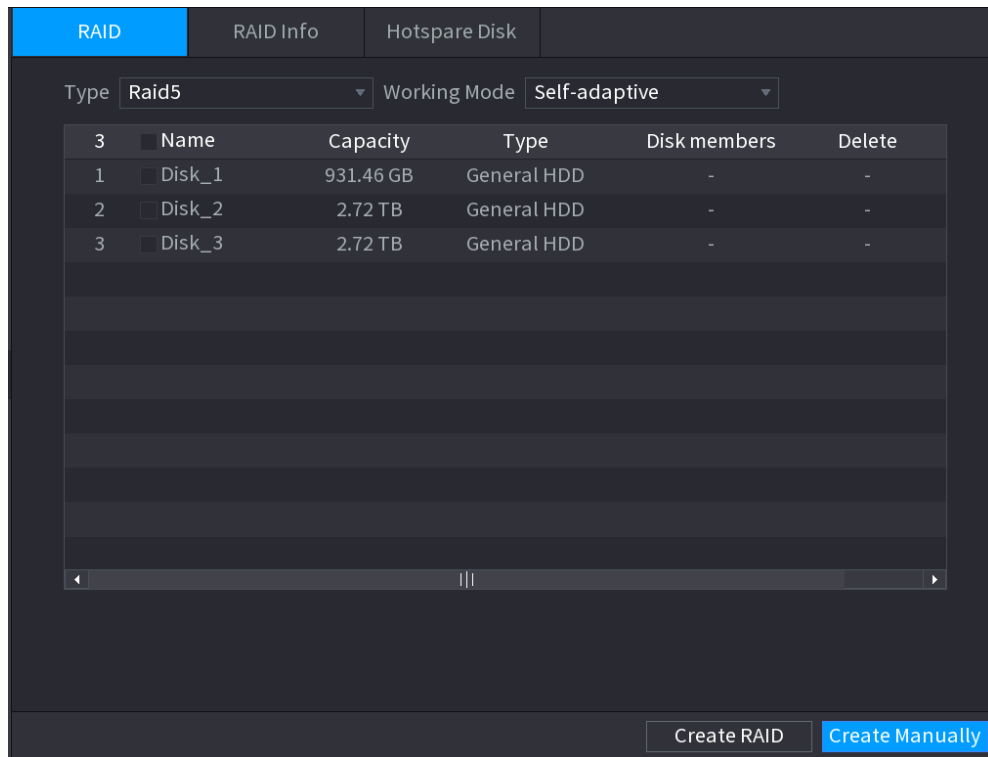 RAID RAID Info Hotspare Disk
Type Raid5 Working Mode Self-adaptive
3 Name Capacity Type Disk members Delete
1 Disk_1 931.46 GB General HDD - -
2 Disk_2 2.72 TB General HDD - -
3 Disk_3 2.72 TB General HDD - -
Create RAID Create Manually